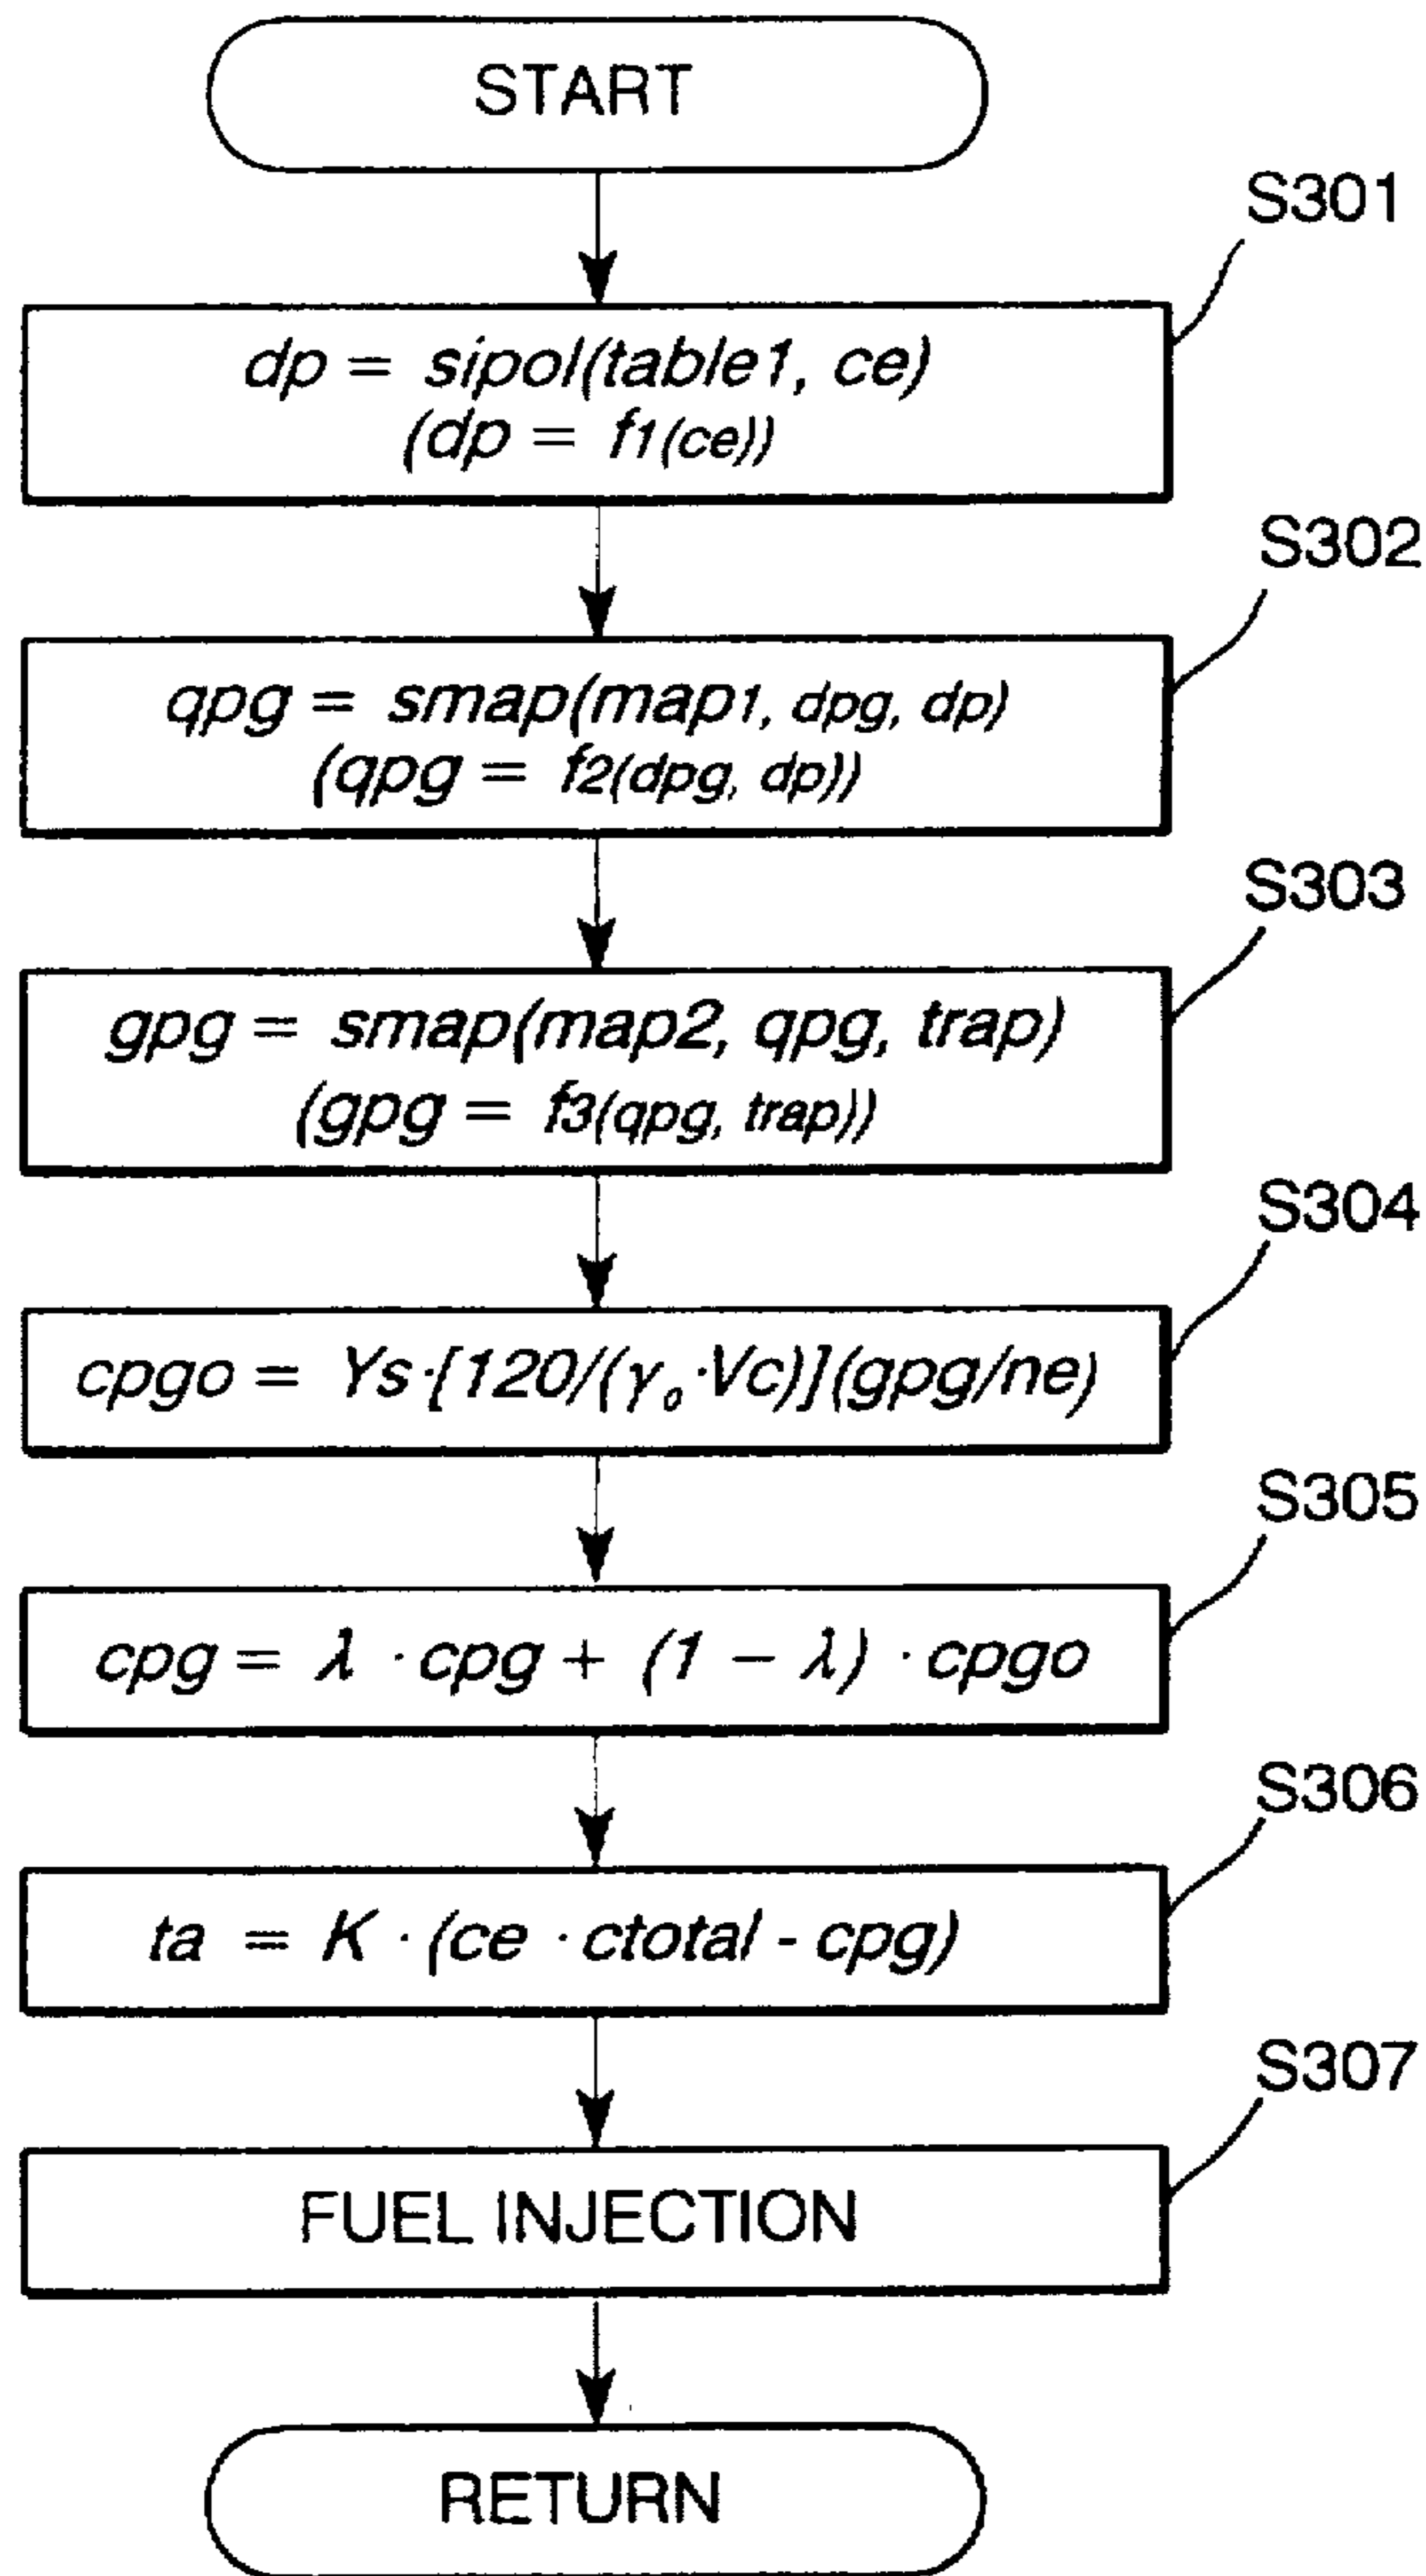 START
S301
dp = sipol(table1, ce)
(dp = f1(ce))
S302
qpg = smap(map1, dpg, dp)
(qpg = f2(dpg, dp))
S303
gpg = smap(map2, qpg, trap)
(gpg = f3(qpg, trap))
S304
cpgo = Ys·[120/(γ₀·Vc)](gpg/ne)
S305
cpg = λ · cpg + (1 − λ) · cpgo
S306
ta = K · (ce · ctotal - cpg)
S307
FUEL INJECTION
RETURN